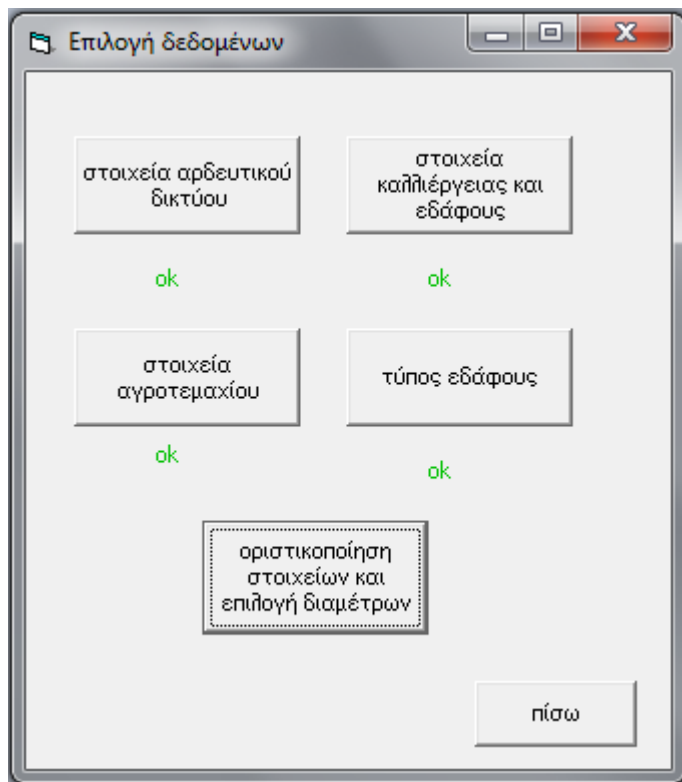 Επιλογή δεδομένων
στοιχεία αρδευτικού
δικτύου
στοιχεία
καλλιέργειας και
εδάφους
ok
ok
στοιχεία
αγροτεμαχίου
τύπος εδάφους
ok
ok
οριστικοποίηση
στοιχείων και
επιλογή διαμέτρων
πίσω